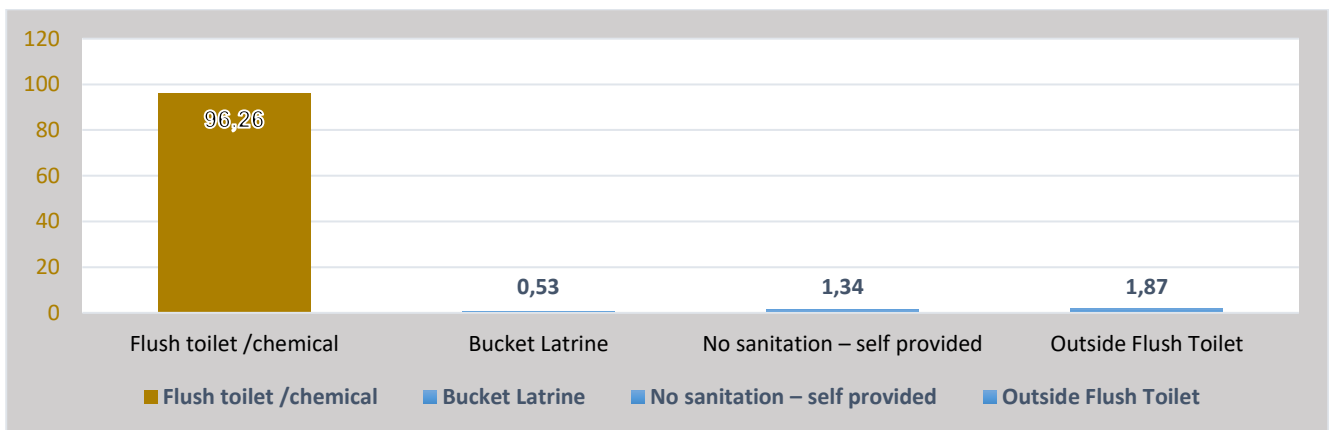 120
100
80
60
40
20
0
96,26
0,53
1,34
1,87
Flush toilet /chemical
Bucket Latrine
No sanitation – self provided
Outside Flush Toilet
Flush toilet /chemical
Bucket Latrine
No sanitation – self provided
Outside Flush Toilet